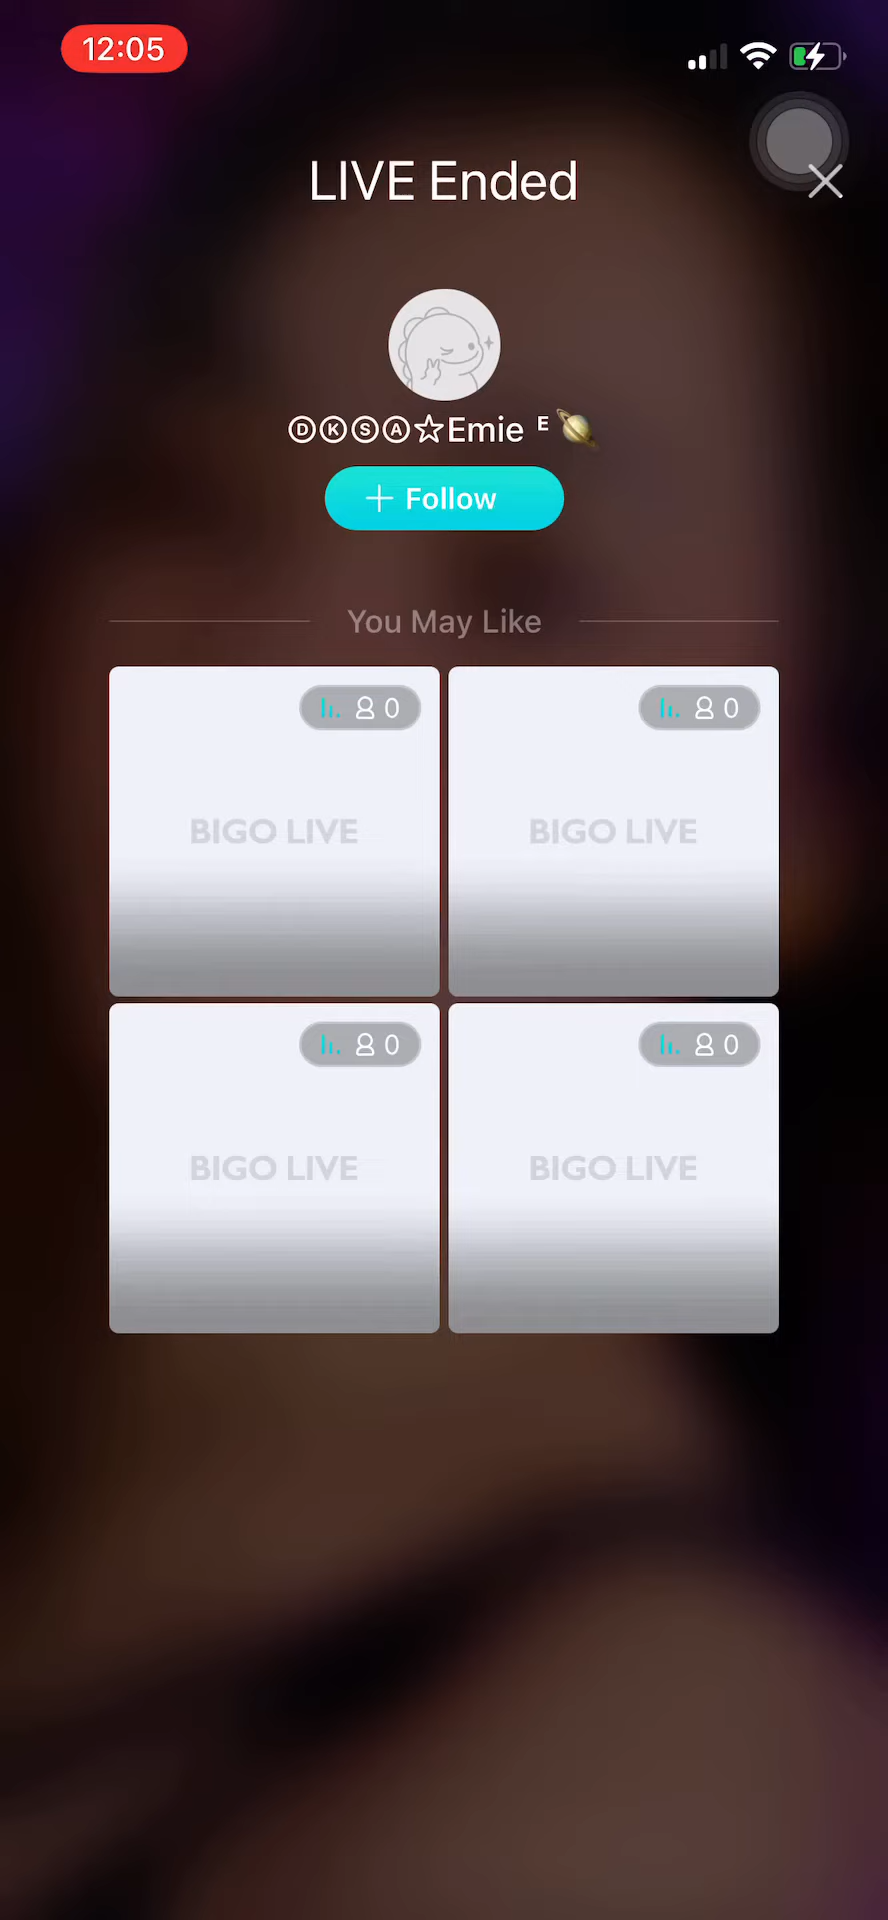 12:05
LIVE Ended
ⒹⓀⓈⒶ☆Emie ᴱ🪐
+ Follow
You May Like
0
0
BIGO LIVE
BIGO LIVE
0
0
BIGO LIVE
BIGO LIVE